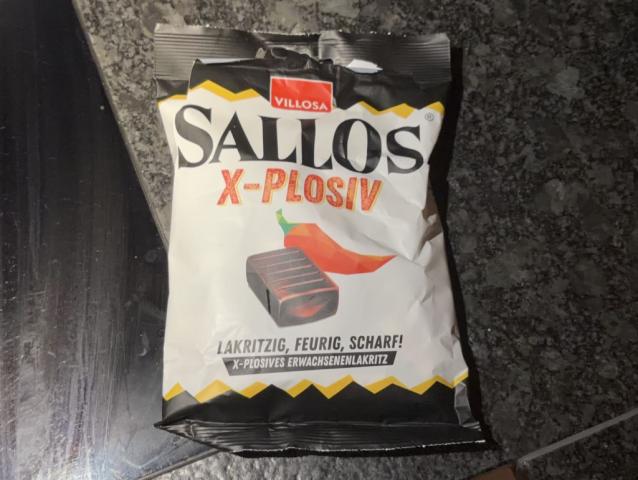 VILLOSA
SALLOS®
X-PLOSIV
LAKRITZIG, FEURIG, SCHARF!
X-PLOSIVES ERWACHSENENLAKRITZ